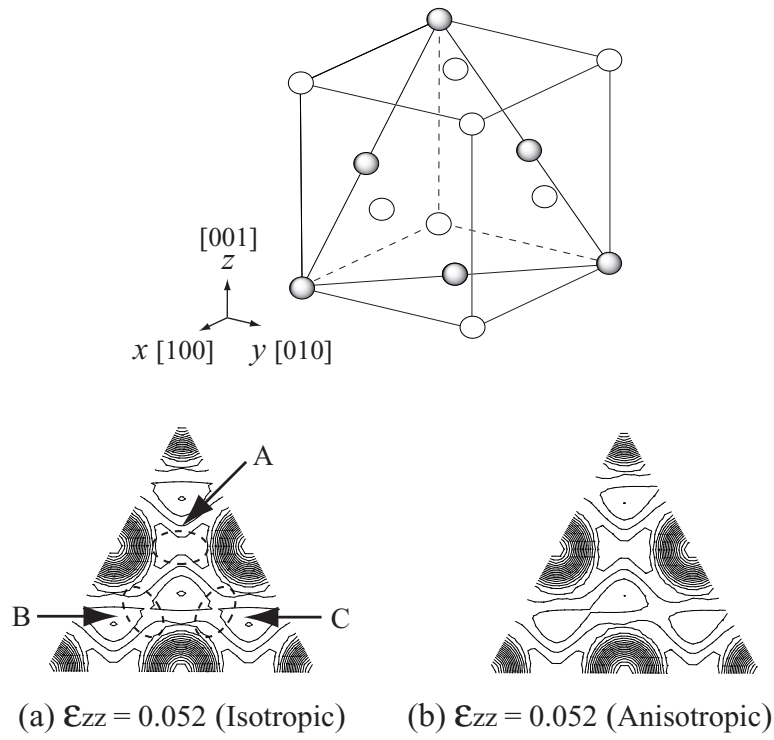 [001]
z
x [100]
y [010]
A
B
C
(a) εzz = 0.052 (Isotropic)
(b) εzz = 0.052 (Anisotropic)